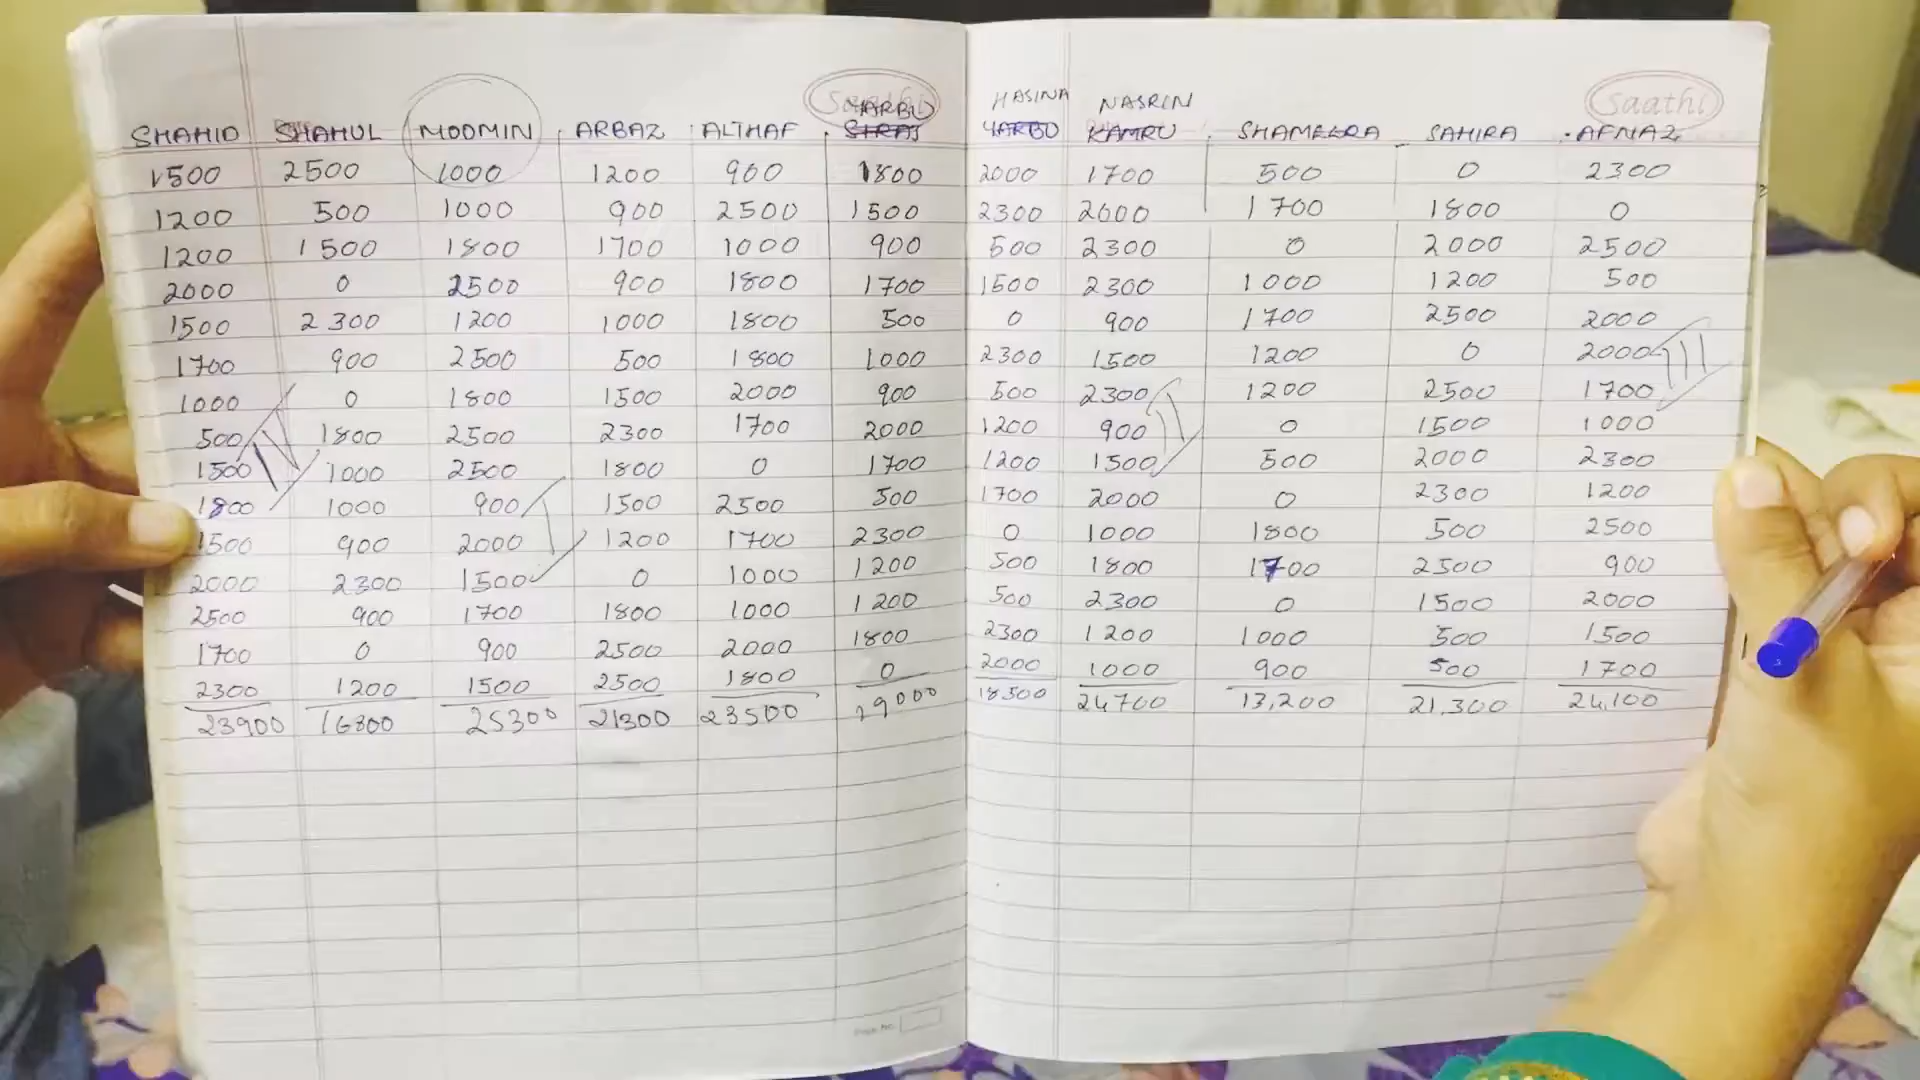 Saathi YARBU HASINA NASRIN Saathi
SHAHID SHAHUL MOOMIN ARBAZ ALTHAF SIRAJ YARBU KAMRU SHAMEERA SAHIRA AFNAZ
1500 2500 1000 1200 900 1800 2000 1700 500 0 2300
1200 500 1000 900 2500 1500 2300 2000 1700 1800 0
1200 1500 1800 1700 1000 900 500 2300 0 2000 2500
2000 0 2500 900 1800 1700 1500 2300 1000 1200 500
1500 2300 1200 1000 1800 500 0 900 1700 2500 2000
1700 900 2500 500 1800 1000 2300 1500 1200 0 2000
1000 0 1800 1500 2000 900 500 2300 1200 2500 1700
500 1800 2500 2300 1700 2000 1200 900 0 1500 1000
1500 1000 2500 1800 0 1700 1200 1500 500 2000 2300
1800 1000 900 1500 2500 500 1700 2000 0 2300 1200
1500 900 2000 1200 1700 2300 0 1000 1800 500 2500
2000 2300 1500 0 1000 1200 500 1800 1700 2500 900
2500 900 1700 1800 1000 1200 500 2300 0 1500 2000
1700 0 900 2500 2000 1800 2300 1200 1000 500 1500
2300 1200 1500 2500 1800 0 2000 1000 900 500 1700
23900 16800 25300 21300 23500 19000 18500 24700 13,200 21,300 24,100
Page No.